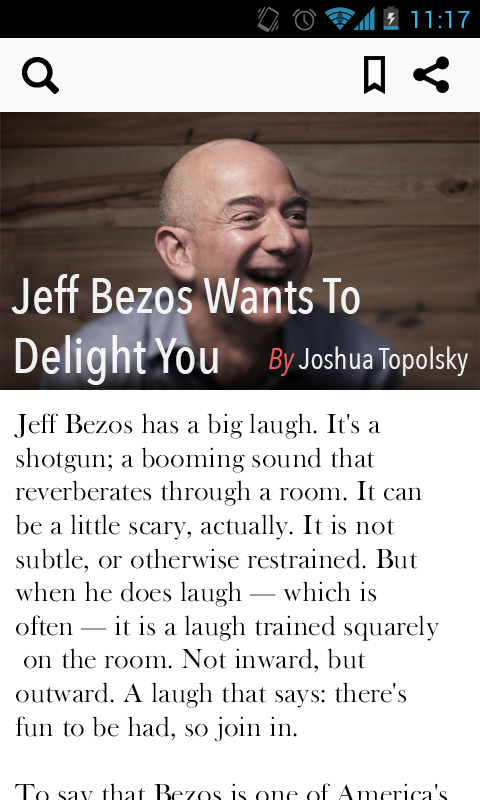 11:17
Jeff Bezos Wants To
Delight You
By Joshua Topolsky
Jeff Bezos has a big laugh. It's a
shotgun; a booming sound that
reverberates through a room. It can
be a little scary, actually. It is not
subtle, or otherwise restrained. But
when he does laugh — which is
often — it is a laugh trained squarely
on the room. Not inward, but
outward. A laugh that says: there's
fun to be had, so join in.
To say that Bezos is one of America's